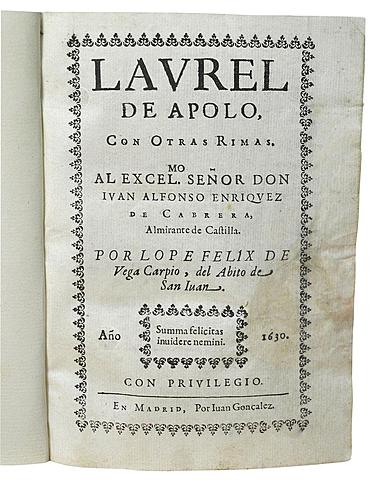 LAVREL
DE APOLO,
CON OTRAS RIMAS.
MO
AL EXCEL. SEÑOR DON
IVAN ALFONSO ENRIQVEZ
DE CABRERA,
Almirante de Castilla.
POR LOPE FELIX DE
Vega Carpio, del Abito de
San Iuan.
Año
Summa felicitas
inuidere nemini.
1630.
CON PRIVILEGIO.
EN MADRID, Por Iuan Gonçalez.